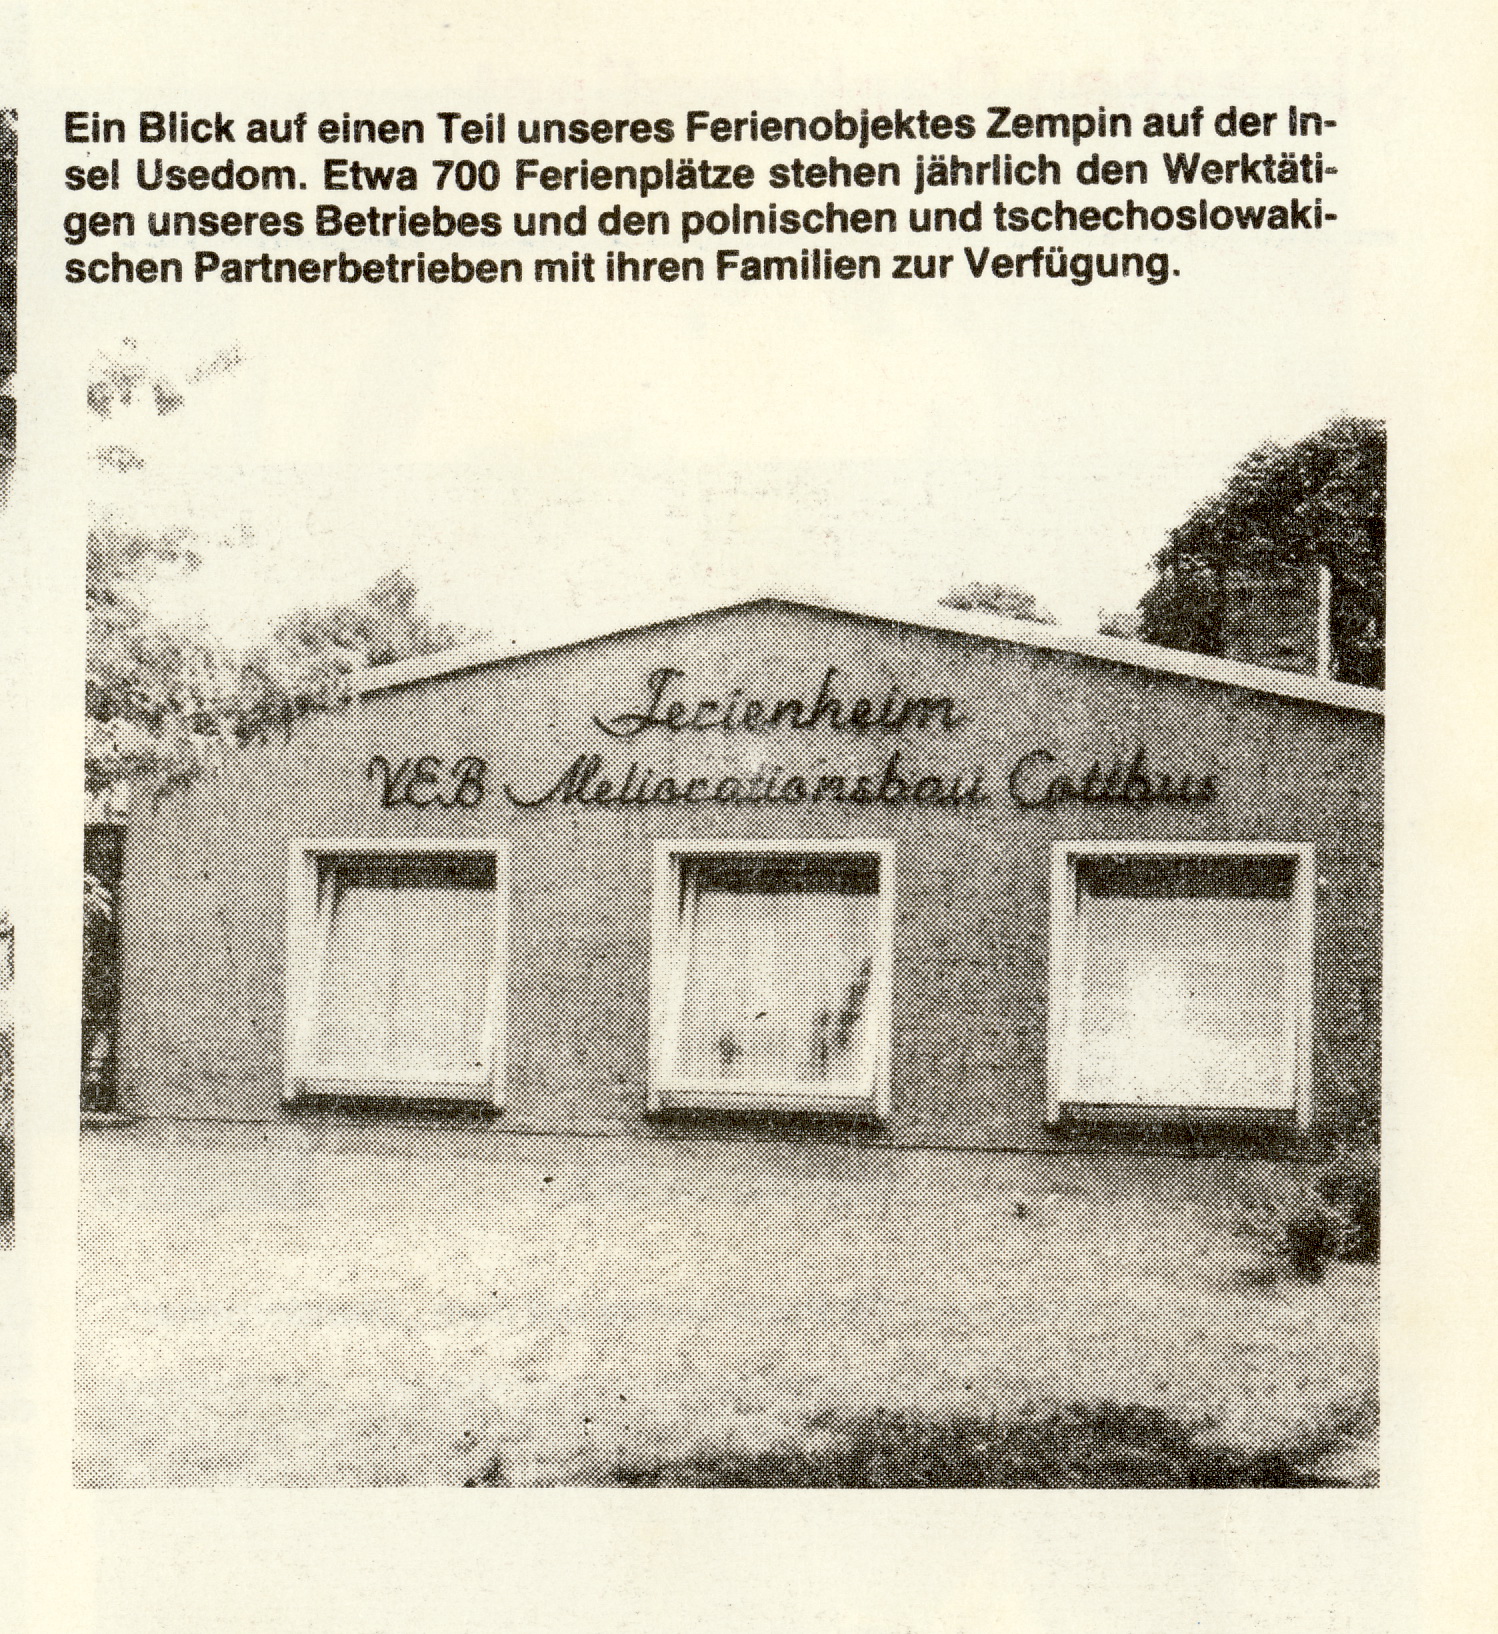 Ein Blick auf einen Teil unseres Ferienobjektes Zempin auf der In-
sel Usedom. Etwa 700 Ferienplätze stehen jährlich den Werktäti-
gen unseres Betriebes und den polnischen und tschechoslowaki-
schen Partnerbetrieben mit ihren Familien zur Verfügung.
Ferienheim
VEB Meliorationsbau Cottbus